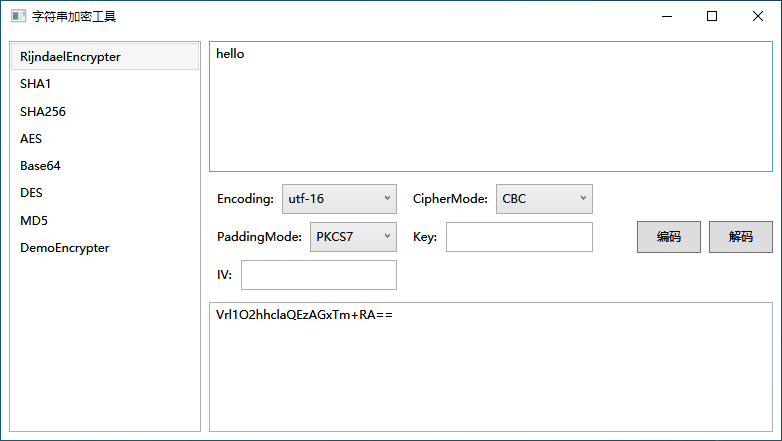 字符串加密工具
RijndaelEncrypter
SHA1
SHA256
AES
Base64
DES
MD5
DemoEncrypter
hello
Encoding: utf-16 CipherMode: CBC
PaddingMode: PKCS7 Key: 编码 解码
IV:
Vrl1O2hhclaQEzAGxTm+RA==